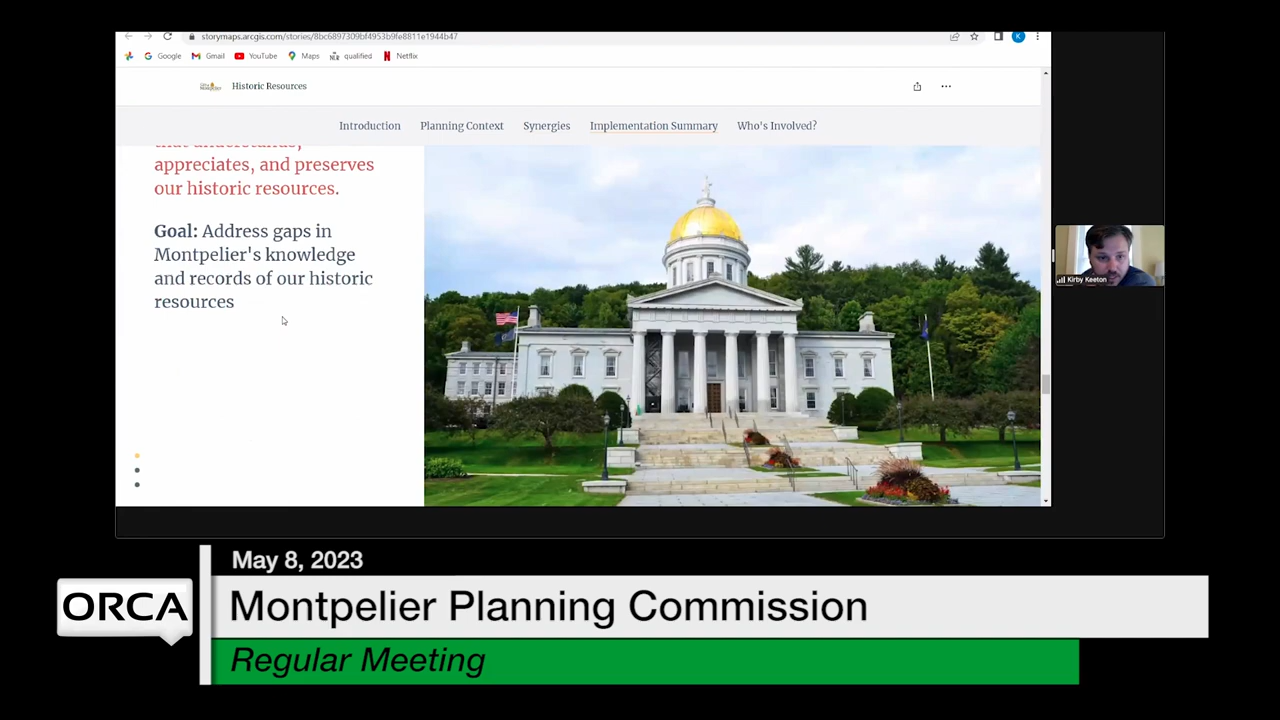 storymaps.arcgis.com/stories/8bc6897309bf4953b9fe8811e1944b47
Google Gmail YouTube Maps qualified Netflix
Historic Resources
Introduction Planning Context Synergies Implementation Summary Who's Involved?
that understands,
appreciates, and preserves
our historic resources.
Goal: Address gaps in
Montpelier's knowledge
and records of our historic
resources
Kirby Keeton
May 8, 2023
ORCA
Montpelier Planning Commission
Regular Meeting